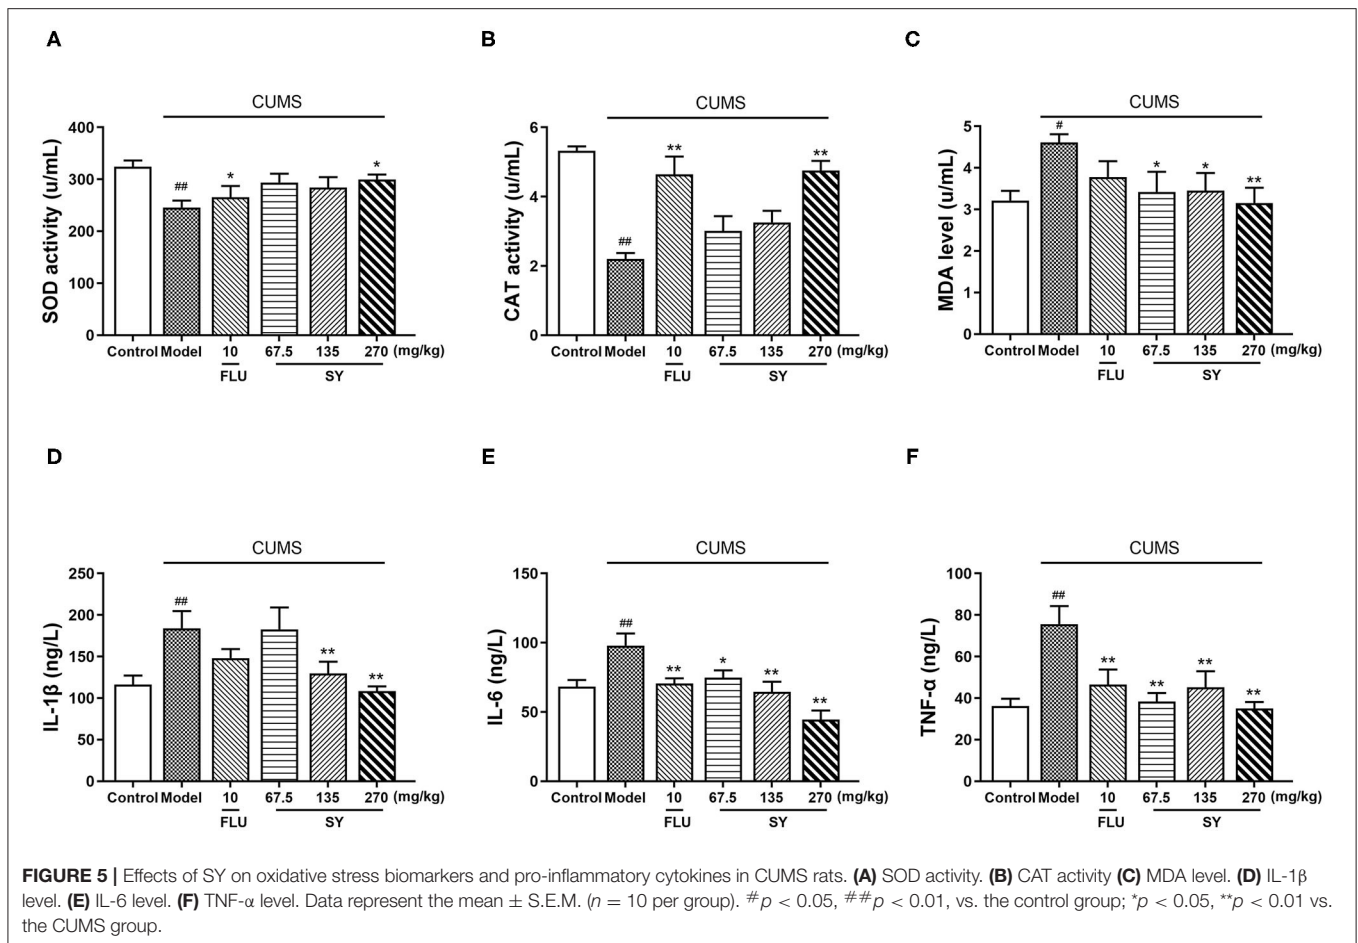 A
CUMS
SOD activity (u/mL)
400
300
200
100
0
##
*
*
Control Model 10 67.5 135 270 (mg/kg)
FLU SY
B
CUMS
CAT activity (u/mL)
6
4
2
0
##
**
**
Control Model 10 67.5 135 270 (mg/kg)
FLU SY
C
CUMS
MDA level (u/mL)
5
4
3
2
1
0
#
*
*
**
Control Model 10 67.5 135 270 (mg/kg)
FLU SY
D
CUMS
IL-1β (ng/L)
250
200
150
100
50
0
##
**
**
Control Model 10 67.5 135 270 (mg/kg)
FLU SY
E
CUMS
IL-6 (ng/L)
150
100
50
0
##
**
*
**
**
Control Model 10 67.5 135 270 (mg/kg)
FLU SY
F
CUMS
TNF-α (ng/L)
100
80
60
40
20
0
##
**
**
**
**
Control Model 10 67.5 135 270 (mg/kg)
FLU SY
FIGURE 5 | Effects of SY on oxidative stress biomarkers and pro-inflammatory cytokines in CUMS rats. (A) SOD activity. (B) CAT activity (C) MDA level. (D) IL-1β
level. (E) IL-6 level. (F) TNF-α level. Data represent the mean ± S.E.M. (n = 10 per group). #p < 0.05, ##p < 0.01, vs. the control group; *p < 0.05, **p < 0.01 vs.
the CUMS group.